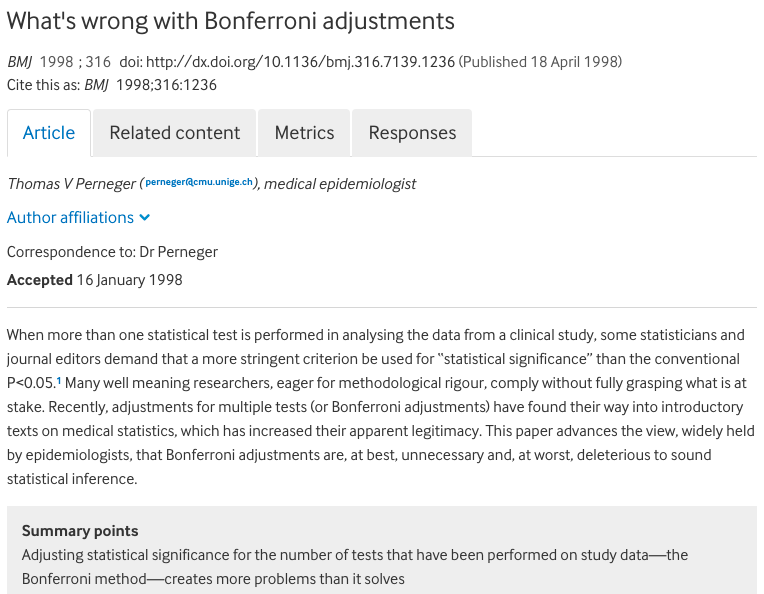 What's wrong with Bonferroni adjustments
BMJ 1998 ; 316 doi: http://dx.doi.org/10.1136/bmj.316.7139.1236 (Published 18 April 1998)
Cite this as: BMJ 1998;316:1236
Article Related content Metrics Responses
Thomas V Perneger (perneger@cmu.unige.ch), medical epidemiologist
Author affiliations
Correspondence to: Dr Perneger
Accepted 16 January 1998
When more than one statistical test is performed in analysing the data from a clinical study, some statisticians and
journal editors demand that a more stringent criterion be used for “statistical significance” than the conventional
P<0.05.1 Many well meaning researchers, eager for methodological rigour, comply without fully grasping what is at
stake. Recently, adjustments for multiple tests (or Bonferroni adjustments) have found their way into introductory
texts on medical statistics, which has increased their apparent legitimacy. This paper advances the view, widely held
by epidemiologists, that Bonferroni adjustments are, at best, unnecessary and, at worst, deleterious to sound
statistical inference.
Summary points
Adjusting statistical significance for the number of tests that have been performed on study data—the
Bonferroni method—creates more problems than it solves